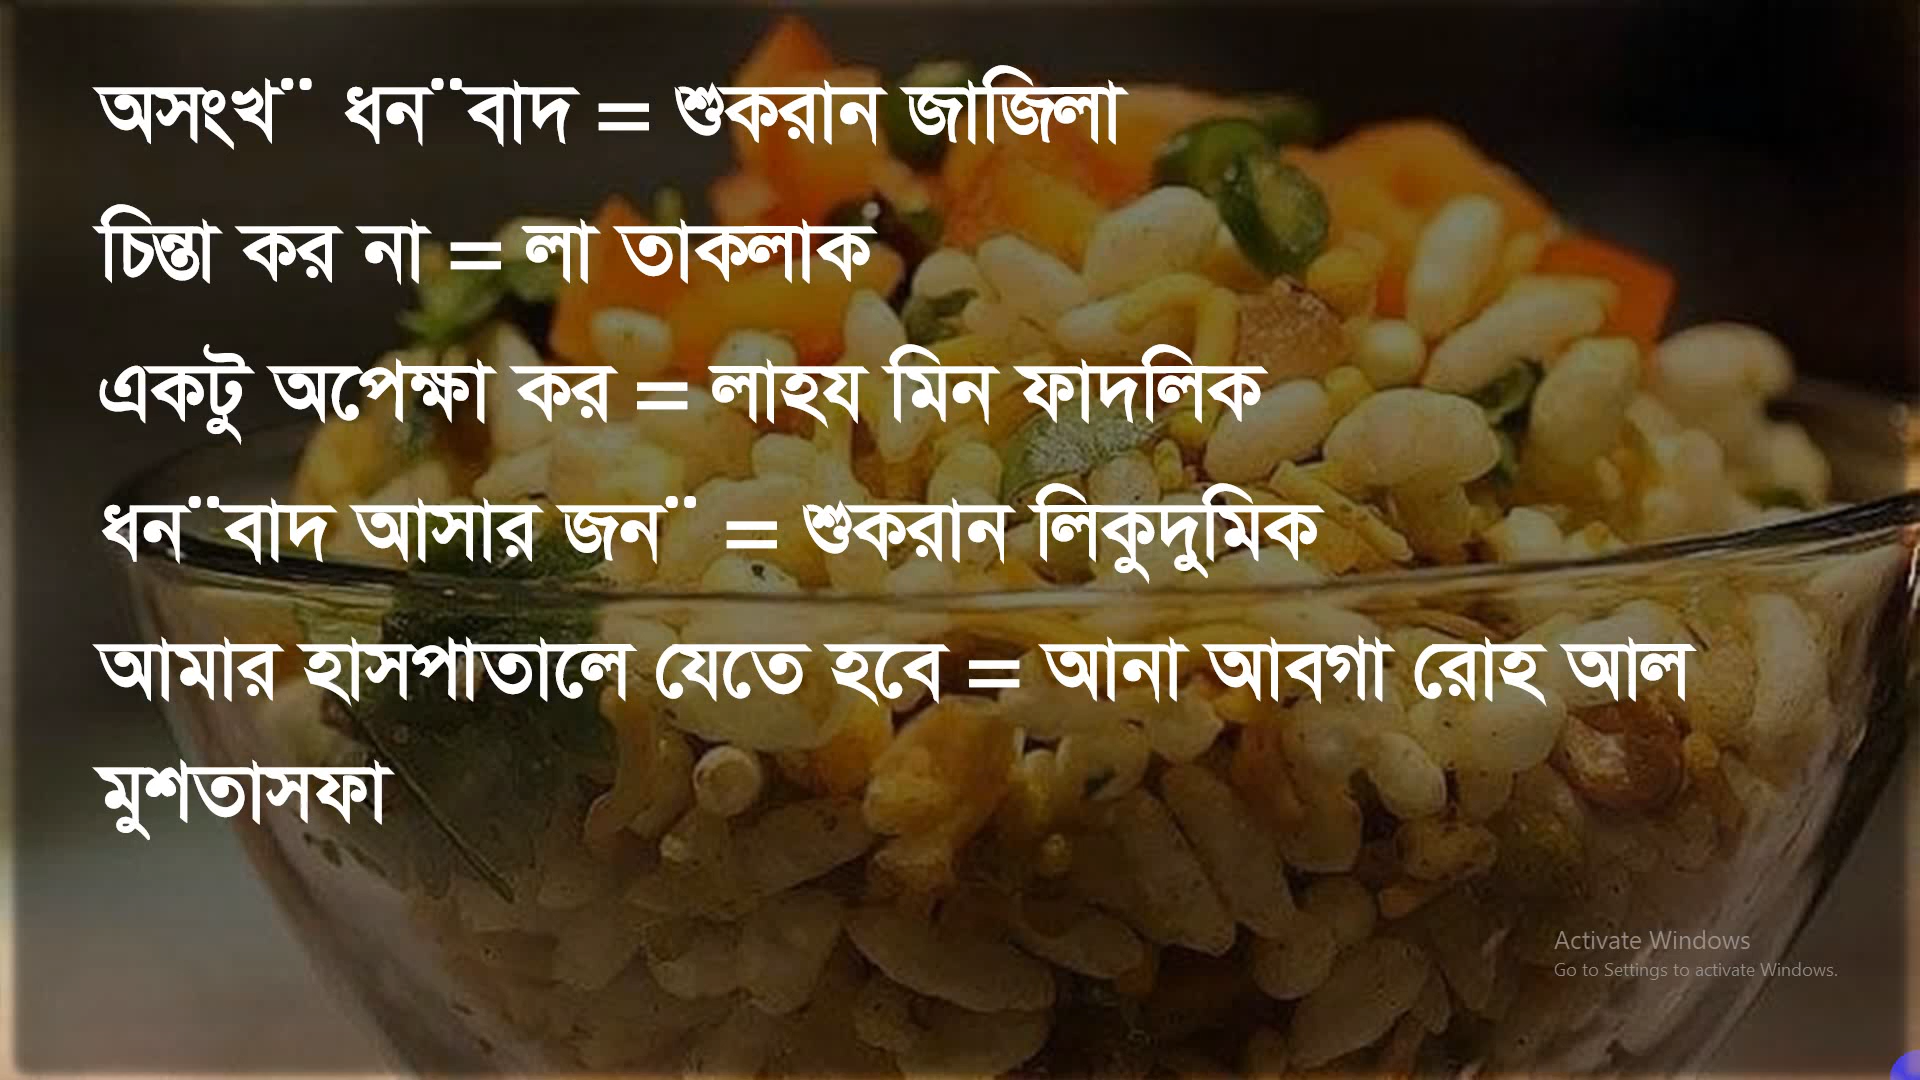 অসংখ¨ ধন¨বাদ = শুকরান জাজিলা
চিন্তা কর না = লা তাকলাক
একটু অপেক্ষা কর = লাহয মিন ফাদলিক
ধন¨বাদ আসার জন¨ = শুকরান লিকুদুমিক
আমার হাসপাতালে যেতে হবে = আনা আবগা রোহ আল
মুশতাসফা
Activate Windows
Go to Settings to activate Windows.